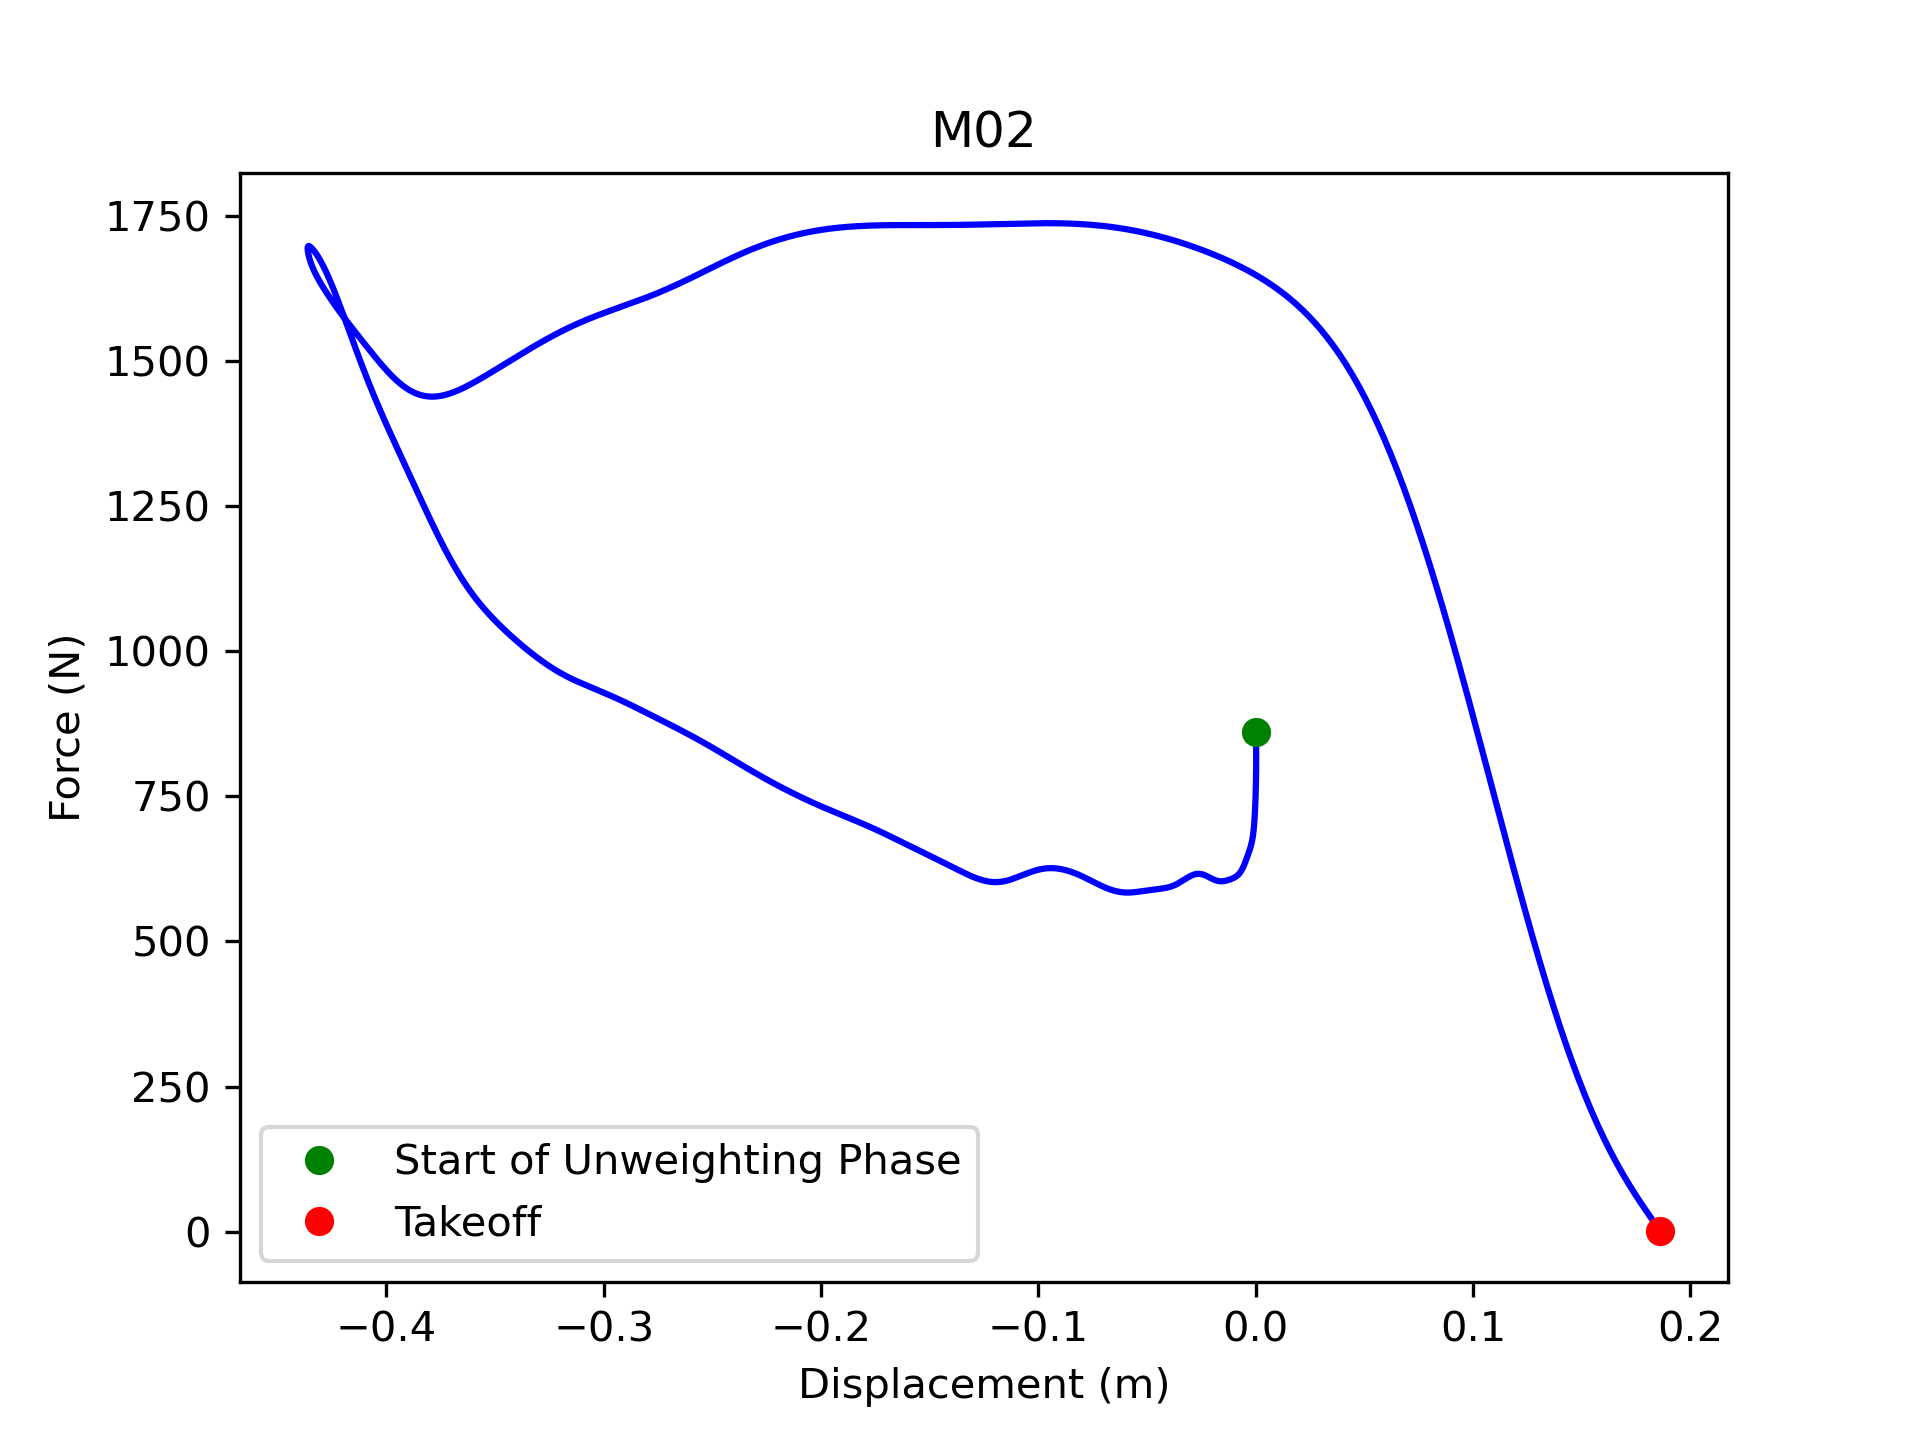 M02
1750
1500
1250
1000
750
500
250
0
Force (N)
Start of Unweighting Phase
Takeoff
−0.4 −0.3 −0.2 −0.1 0.0 0.1 0.2
Displacement (m)